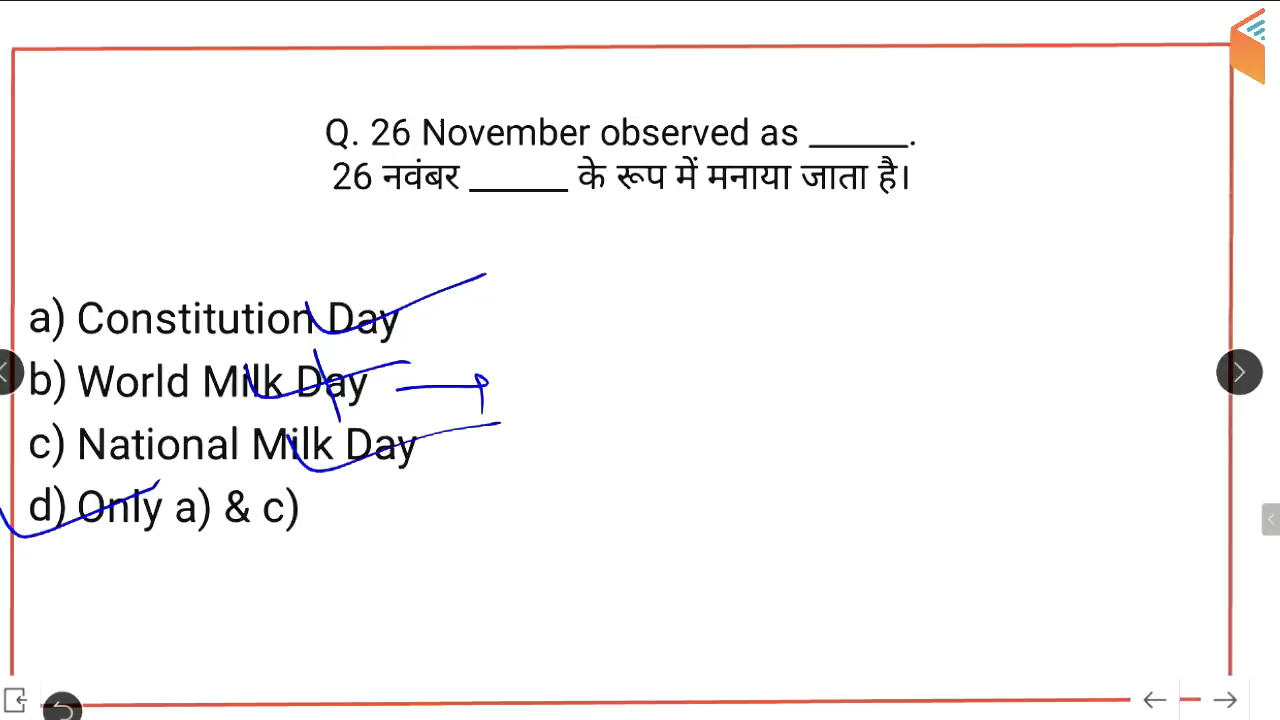 Q. 26 November observed as ______.
26 नवंबर ______ के रूप में मनाया जाता है।
a) Constitution Day
b) World Milk Day
c) National Milk Day
d) Only a) & c)